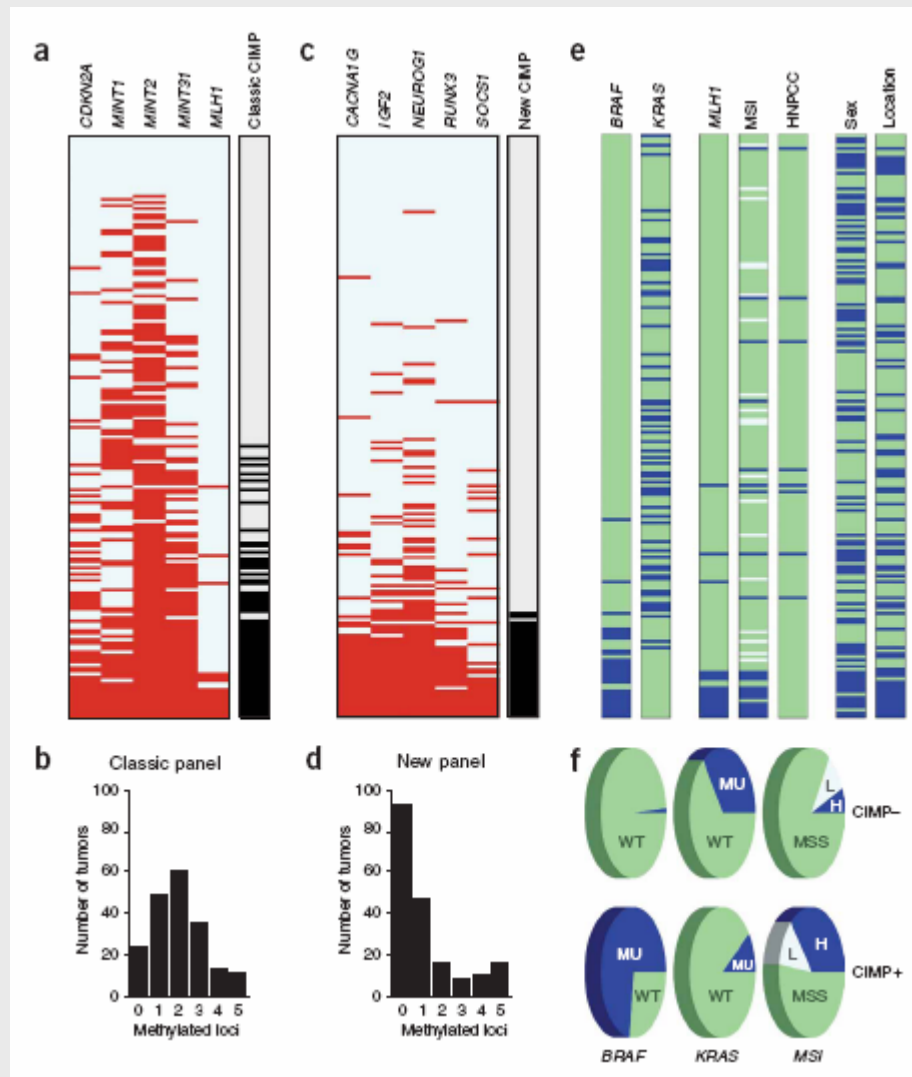 a
CDKN2A
MINT1
MINT2
MINT31
MLH1
Classic CIMP
c
CACNA1 G
IGF2
NEUROG1
RUNX3
SOCS1
New CIMP
e
BRAF
KRAS
MLH1
MSI
HNPCC
Sex
Location
b
Classic panel
Number of tumors
100
80
60
40
20
0
0 1 2 3 4 5
Methylated loci
d
New panel
Number of tumors
100
80
60
40
20
0
0 1 2 3 4 5
Methylated loci
f
WT
MU
WT
L
H
MSS
CIMP–
MU
WT
MU
WT
H
L
MSS
CIMP+
BRAF
KRAS
MSI